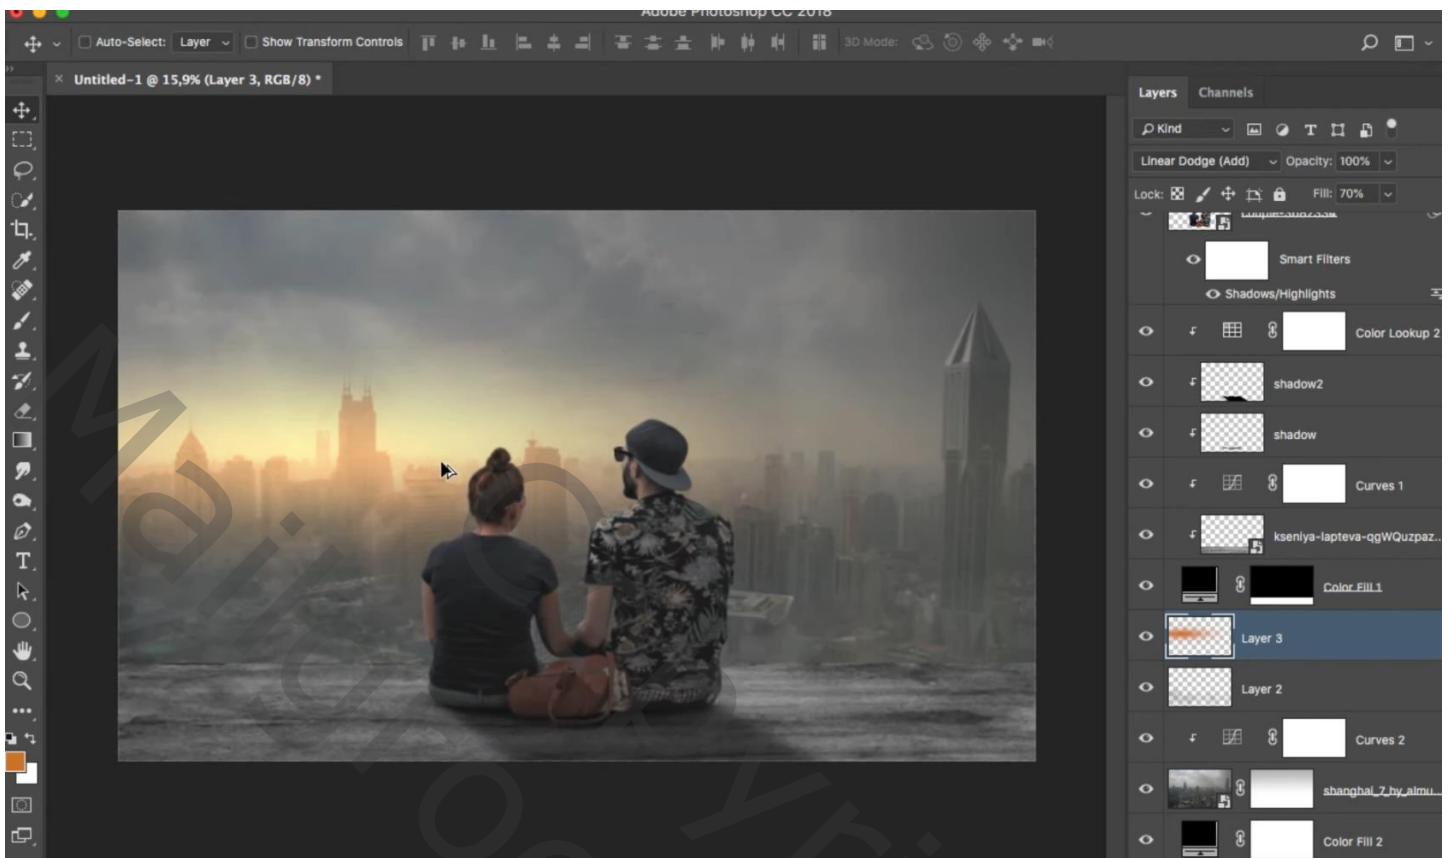 Adobe Photoshop CC 2018
Auto-Select: Layer Show Transform Controls 3D Mode:
× Untitled-1 @ 15,9% (Layer 3, RGB/8) *
Layers Channels
Kind
Linear Dodge (Add) Opacity: 100%
Lock: Fill: 70%
Smart Filters
Shadows/Highlights
Color Lookup 2
shadow2
shadow
Curves 1
kseniya-lapteva-qgWQuzpaz...
Color Fill 1
Layer 3
Layer 2
Curves 2
shanghai_7_by_almu...
Color Fill 2